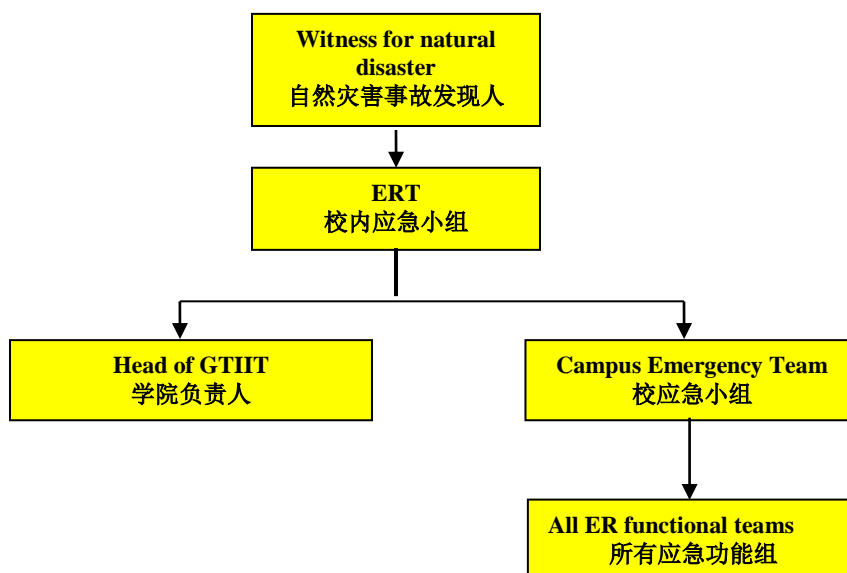 Witness for natural
disaster
自然灾害事故发现人
ERT
校内应急小组
Head of GTIIT
学院负责人
Campus Emergency Team
校应急小组
All ER functional teams
所有应急功能组